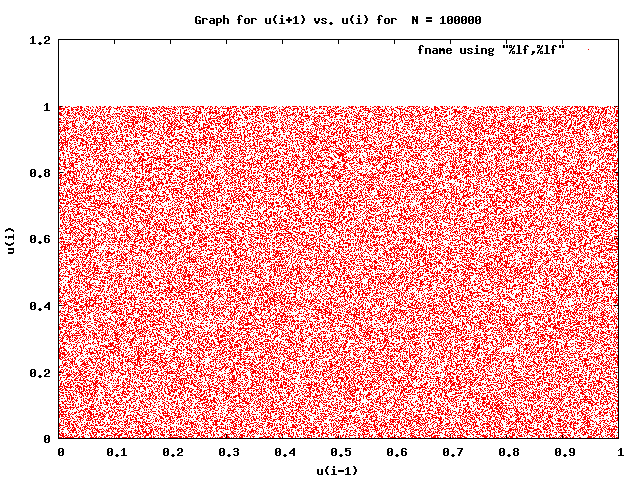 Graph for u(i+1) vs. u(i) for  N = 100000
fname using "%lf,%lf"
1.2
1
0.8
0.6
0.4
0.2
0
u(i)
0 0.1 0.2 0.3 0.4 0.5 0.6 0.7 0.8 0.9 1
u(i-1)